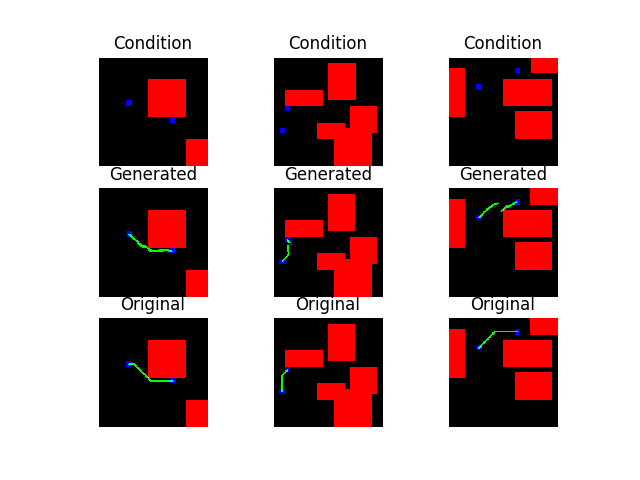 Condition
Condition
Condition
Generated
Generated
Generated
Original
Original
Original